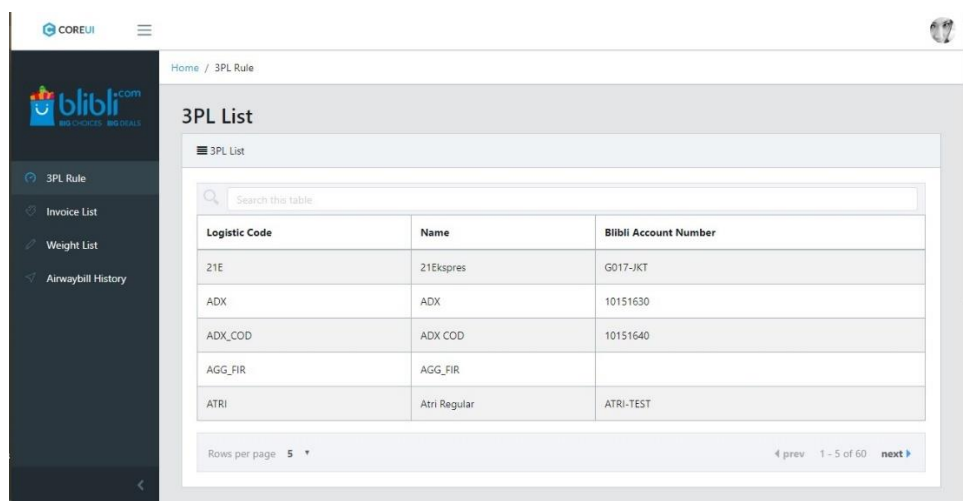 COREUI
Home / 3PL Rule
blibli.com
BIG CHOICES BIG DEALS
3PL Rule
Invoice List
Weight List
Airwaybill History
3PL List
3PL List
Search this table
Logistic Code Name Blibli Account Number
21E 21Ekspres G017-JKT
ADX ADX 10151630
ADX_COD ADX COD 10151640
AGG_FIR AGG_FIR
ATRI Atri Regular ATRI-TEST
Rows per page 5 prev 1 - 5 of 60 next